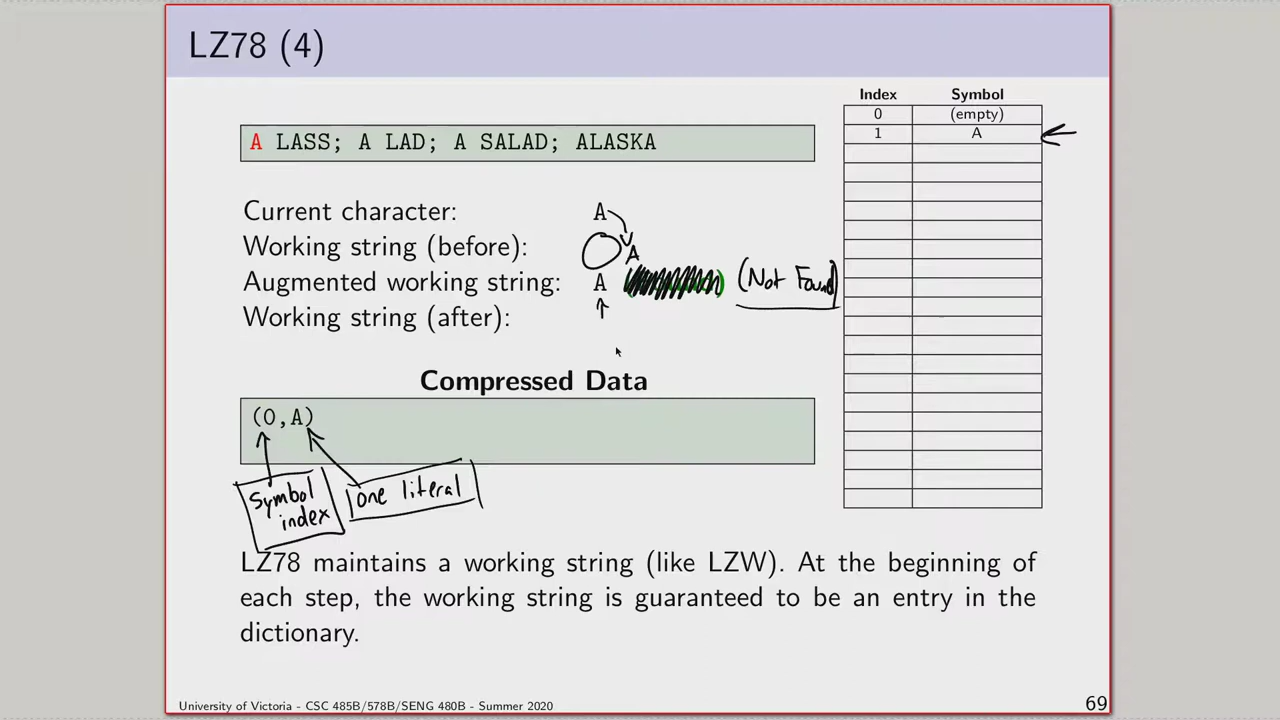 LZ78 (4)
Index Symbol
0 (empty)
1 A
A LASS; A LAD; A SALAD; ALASKA
Current character: A
Working string (before): A
Augmented working string: A (Not Found)
Working string (after):
Compressed Data
(0,A)
Symbol index
one literal
LZ78 maintains a working string (like LZW). At the beginning of
each step, the working string is guaranteed to be an entry in the
dictionary.
University of Victoria - CSC 485B/578B/SENG 480B - Summer 2020
69